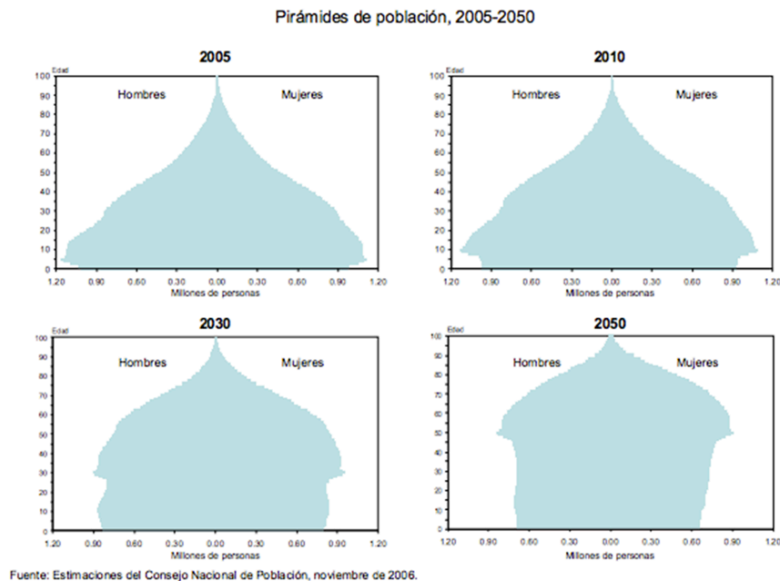 Pirámides de población, 2005-2050
2005
Edad
100
90
80
70
60
50
40
30
20
10
0
Hombres
Mujeres
1.20 0.90 0.60 0.30 0.00 0.30 0.60 0.90 1.20
Millones de personas
2010
Edad
100
90
80
70
60
50
40
30
20
10
0
Hombres
Mujeres
1.20 0.90 0.60 0.30 0.00 0.30 0.60 0.90 1.20
Millones de personas
2030
Edad
100
90
80
70
60
50
40
30
20
10
0
Hombres
Mujeres
1.20 0.90 0.60 0.30 0.00 0.30 0.60 0.90 1.20
Millones de personas
2050
Edad
100
90
80
70
60
50
40
30
20
10
0
Hombres
Mujeres
1.20 0.90 0.60 0.30 0.00 0.30 0.60 0.90 1.20
Millones de personas
Fuente: Estimaciones del Consejo Nacional de Población, noviembre de 2006.